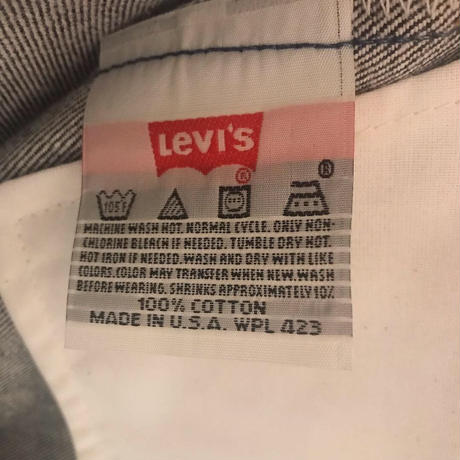 Levi's
®
®
105F
MACHINE WASH HOT. NORMAL CYCLE. ONLY NON-
CHLORINE BLEACH IF NEEDED. TUMBLE DRY HOT.
HOT IRON IF NEEDED. WASH AND DRY WITH LIKE
COLORS. COLOR MAY TRANSFER WHEN NEW. WASH
BEFORE WEARING. SHRINKS APPROXIMATELY 10%
100% COTTON
MADE IN U.S.A. WPL 423